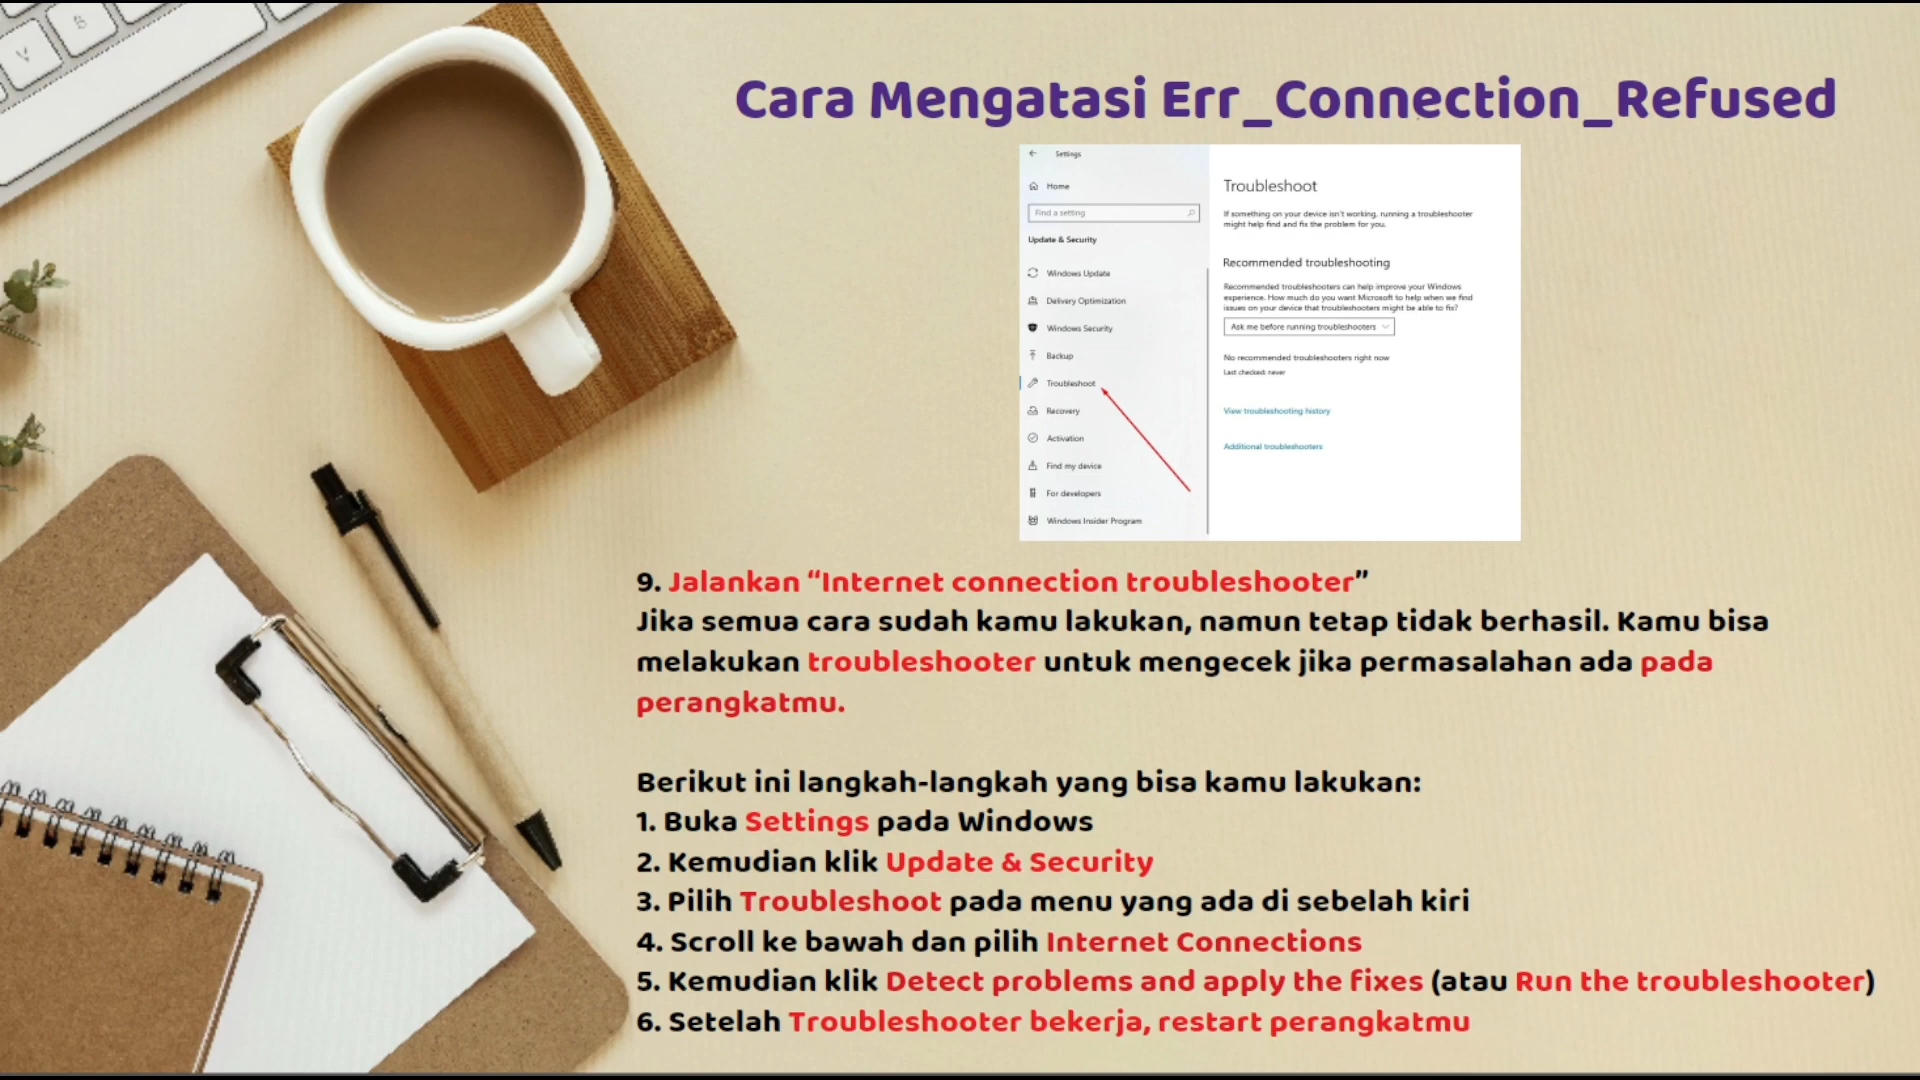 Cara Mengatasi Err_Connection_Refused
Settings
Home
Find a setting
Update & Security
Windows Update
Delivery Optimization
Windows Security
Backup
Troubleshoot
Recovery
Activation
Find my device
For developers
Windows Insider Program
Troubleshoot
If something on your device isn't working, running a troubleshooter
might help find and fix the problem for you.
Recommended troubleshooting
Recommended troubleshooters can help improve your Windows
experience. How much do you want Microsoft to help when we find
issues on your device that troubleshooters might be able to fix?
Ask me before running troubleshooters
No recommended troubleshooters right now
Last checked: never
View troubleshooting history
Additional troubleshooters
9. Jalankan “Internet connection troubleshooter”
Jika semua cara sudah kamu lakukan, namun tetap tidak berhasil. Kamu bisa
melakukan troubleshooter untuk mengecek jika permasalahan ada pada
perangkatmu.
Berikut ini langkah-langkah yang bisa kamu lakukan:
1. Buka Settings pada Windows
2. Kemudian klik Update & Security
3. Pilih Troubleshoot pada menu yang ada di sebelah kiri
4. Scroll ke bawah dan pilih Internet Connections
5. Kemudian klik Detect problems and apply the fixes (atau Run the troubleshooter)
6. Setelah Troubleshooter bekerja, restart perangkatmu